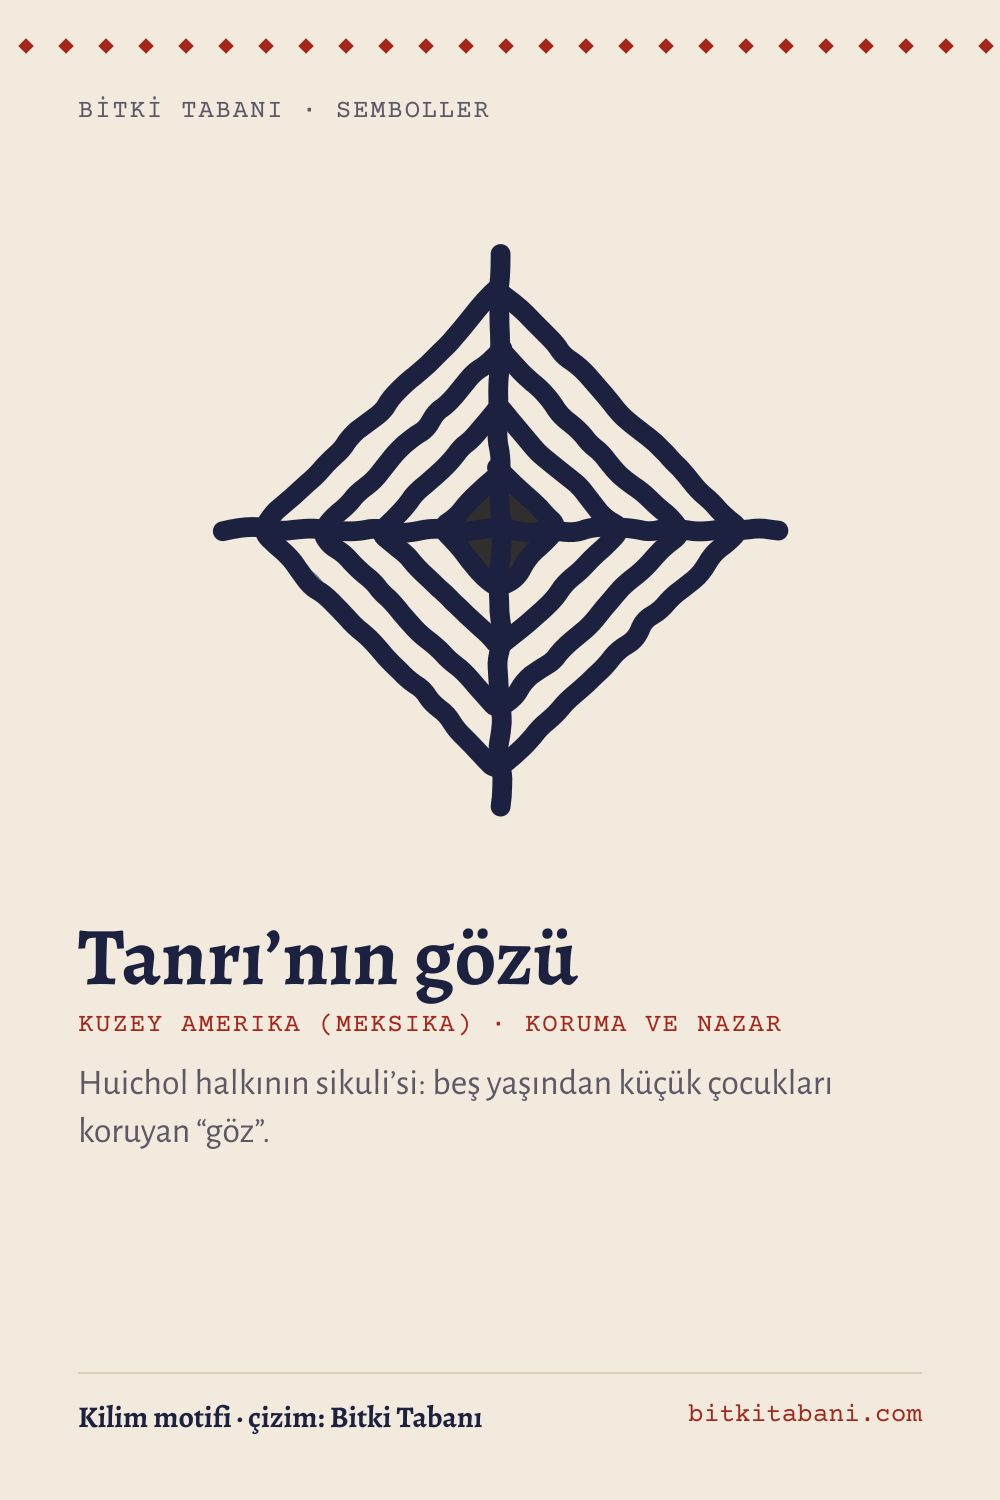 BİTKİ TABANI · SEMBOLLER
Tanrı’nın gözü
KUZEY AMERIKA (MEKSIKA) · KORUMA VE NAZAR
Huichol halkının sikuli’si: beş yaşından küçük çocukları
koruyan “göz”.
Kilim motifi · çizim: Bitki Tabanı
bitkitabani.com